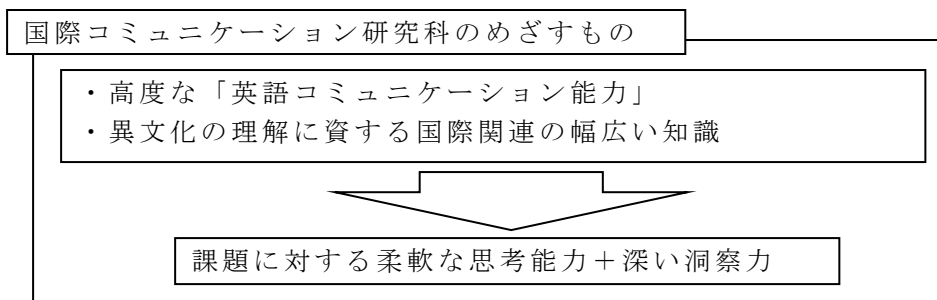 国際コミュニケーション研究科のめざすもの
・高度な「英語コミュニケーション能力」
・異文化の理解に資する国際関連の幅広い知識
課題に対する柔軟な思考能力＋深い洞察力